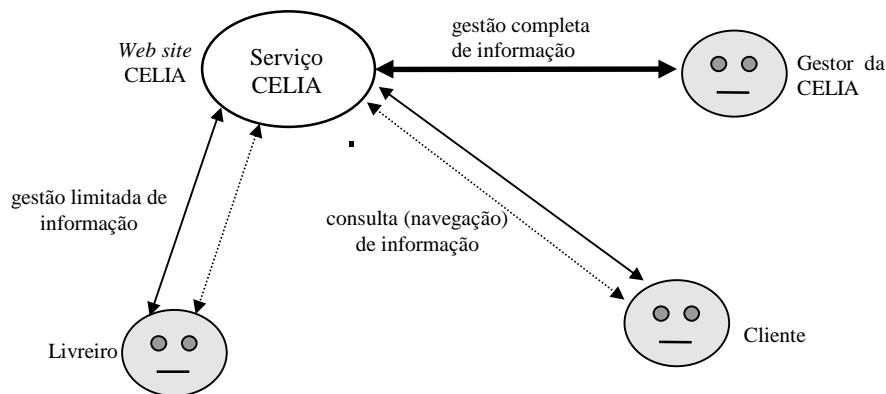 Web site
CELIA
Serviço
CELIA
gestão completa
de informação
Gestor da
CELIA
gestão limitada de
informação
consulta (navegação)
de informação
Livreiro
Cliente